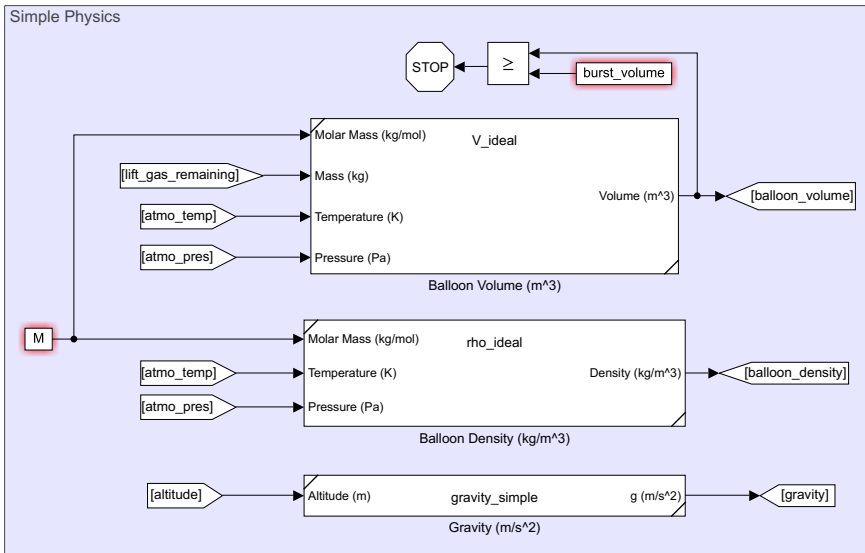 Simple Physics
STOP
≥
burst_volume
Molar Mass (kg/mol)
V_ideal
[lift_gas_remaining]
Mass (kg)
Volume (m^3)
[balloon_volume]
[atmo_temp]
Temperature (K)
[atmo_pres]
Pressure (Pa)
Balloon Volume (m^3)
M
Molar Mass (kg/mol)
rho_ideal
[atmo_temp]
Temperature (K)
Density (kg/m^3)
[balloon_density]
[atmo_pres]
Pressure (Pa)
Balloon Density (kg/m^3)
[altitude]
Altitude (m)
gravity_simple
g (m/s^2)
[gravity]
Gravity (m/s^2)